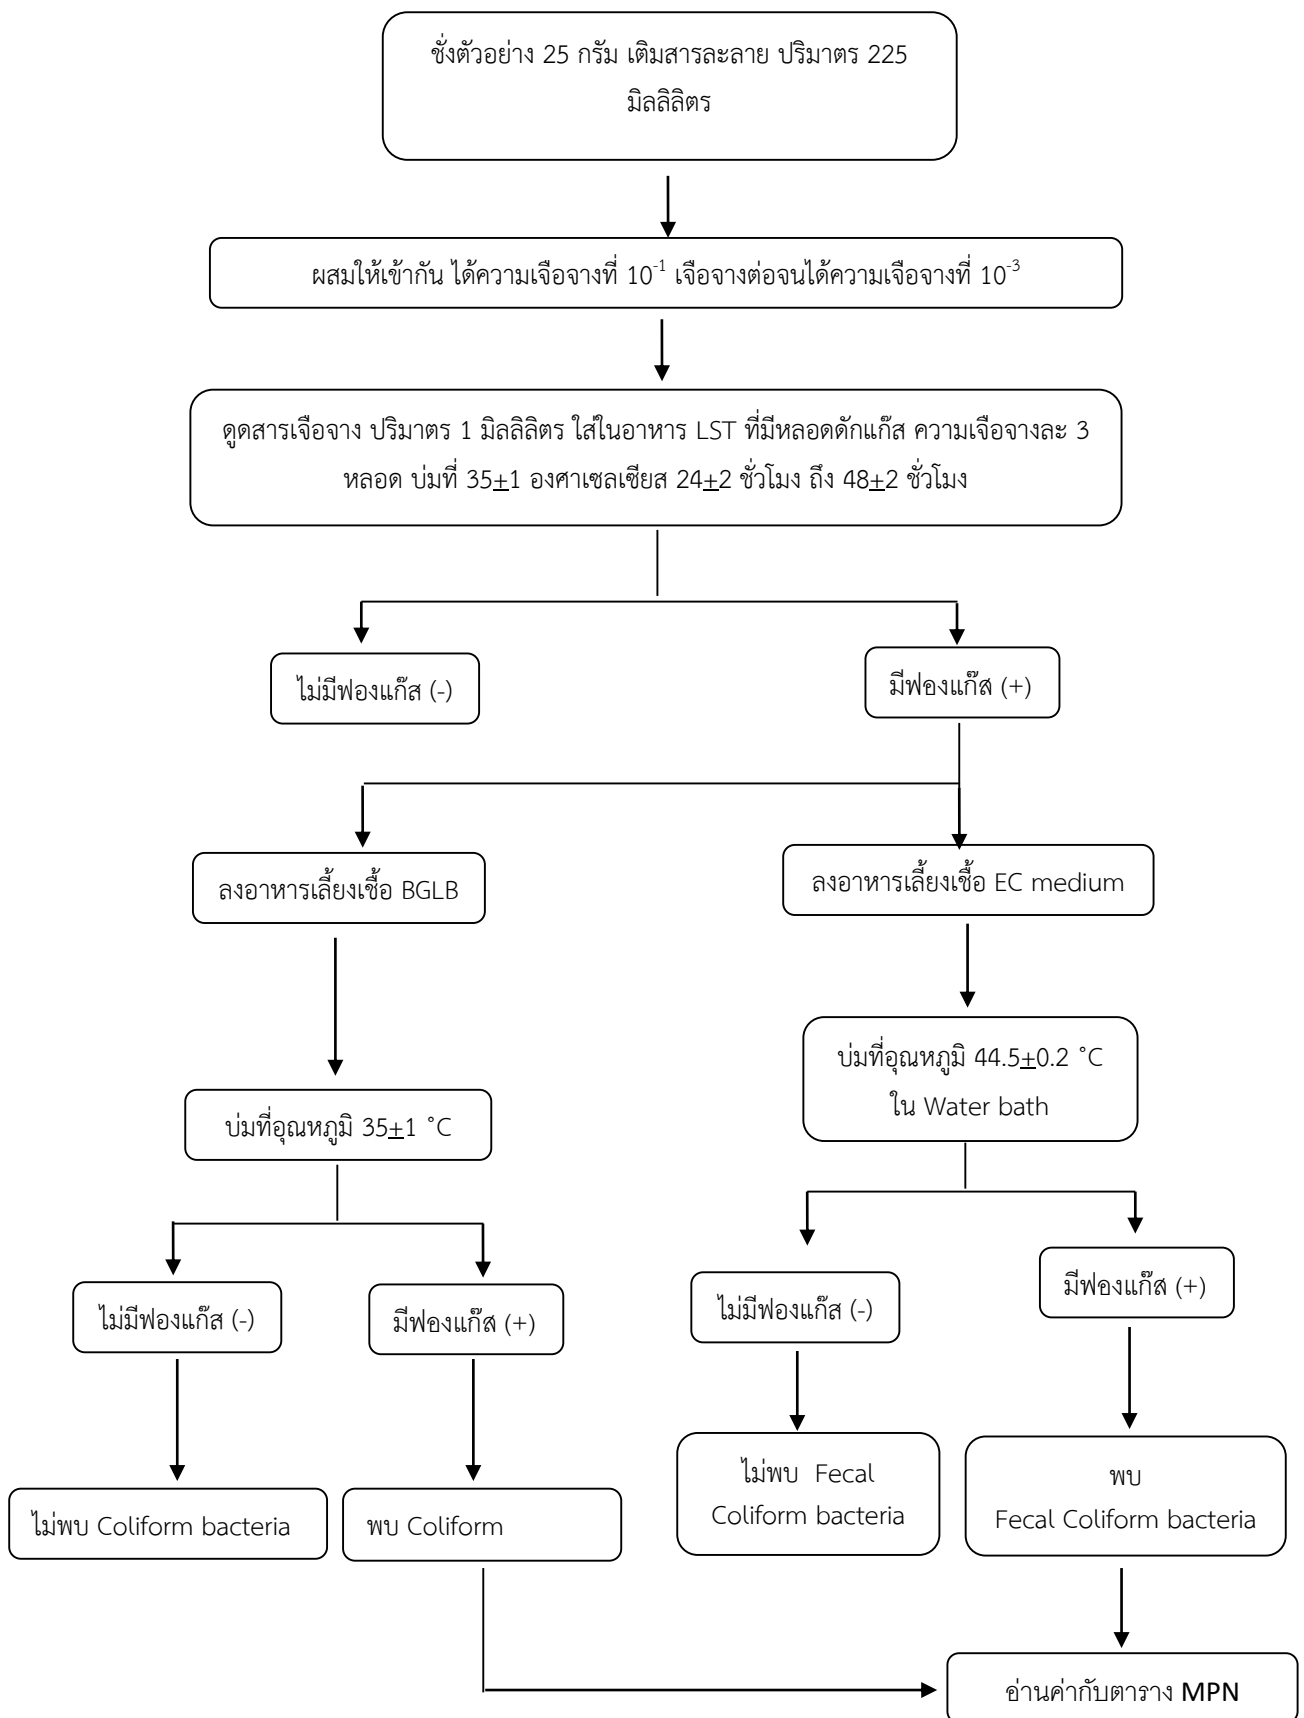 ชั่งตัวอย่าง 25 กรัม เติมสารละลาย ปริมาตร 225
มิลลิลิตร
ผสมให้เข้ากัน ได้ความเจือจางที่ 10⁻¹ เจือจางต่อจนได้ความเจือจางที่ 10⁻³
ดูดสารเจือจาง ปริมาตร 1 มิลลิลิตร ใส่ในอาหาร LST ที่มีหลอดดักแก๊ส ความเจือจางละ 3
หลอด บ่มที่ 35±1 องศาเซลเซียส 24±2 ชั่วโมง ถึง 48±2 ชั่วโมง
ไม่มีฟองแก๊ส (-)
มีฟองแก๊ส (+)
ลงอาหารเลี้ยงเชื้อ BGLB
ลงอาหารเลี้ยงเชื้อ EC medium
บ่มที่อุณหภูมิ 44.5±0.2 °C
ใน Water bath
บ่มที่อุณหภูมิ 35±1 °C
ไม่มีฟองแก๊ส (-)
มีฟองแก๊ส (+)
ไม่มีฟองแก๊ส (-)
มีฟองแก๊ส (+)
ไม่พบ Coliform bacteria
พบ Coliform
ไม่พบ Fecal
Coliform bacteria
พบ
Fecal Coliform bacteria
อ่านค่ากับตาราง MPN